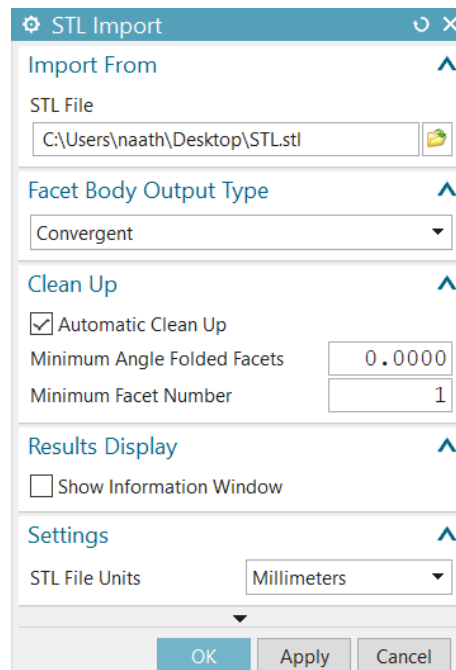 STL Import
Import From
STL File
C:\Users\naath\Desktop\STL.stl
Facet Body Output Type
Convergent
Clean Up
Automatic Clean Up
Minimum Angle Folded Facets 0.0000
Minimum Facet Number 1
Results Display
Show Information Window
Settings
STL File Units Millimeters
OK Apply Cancel